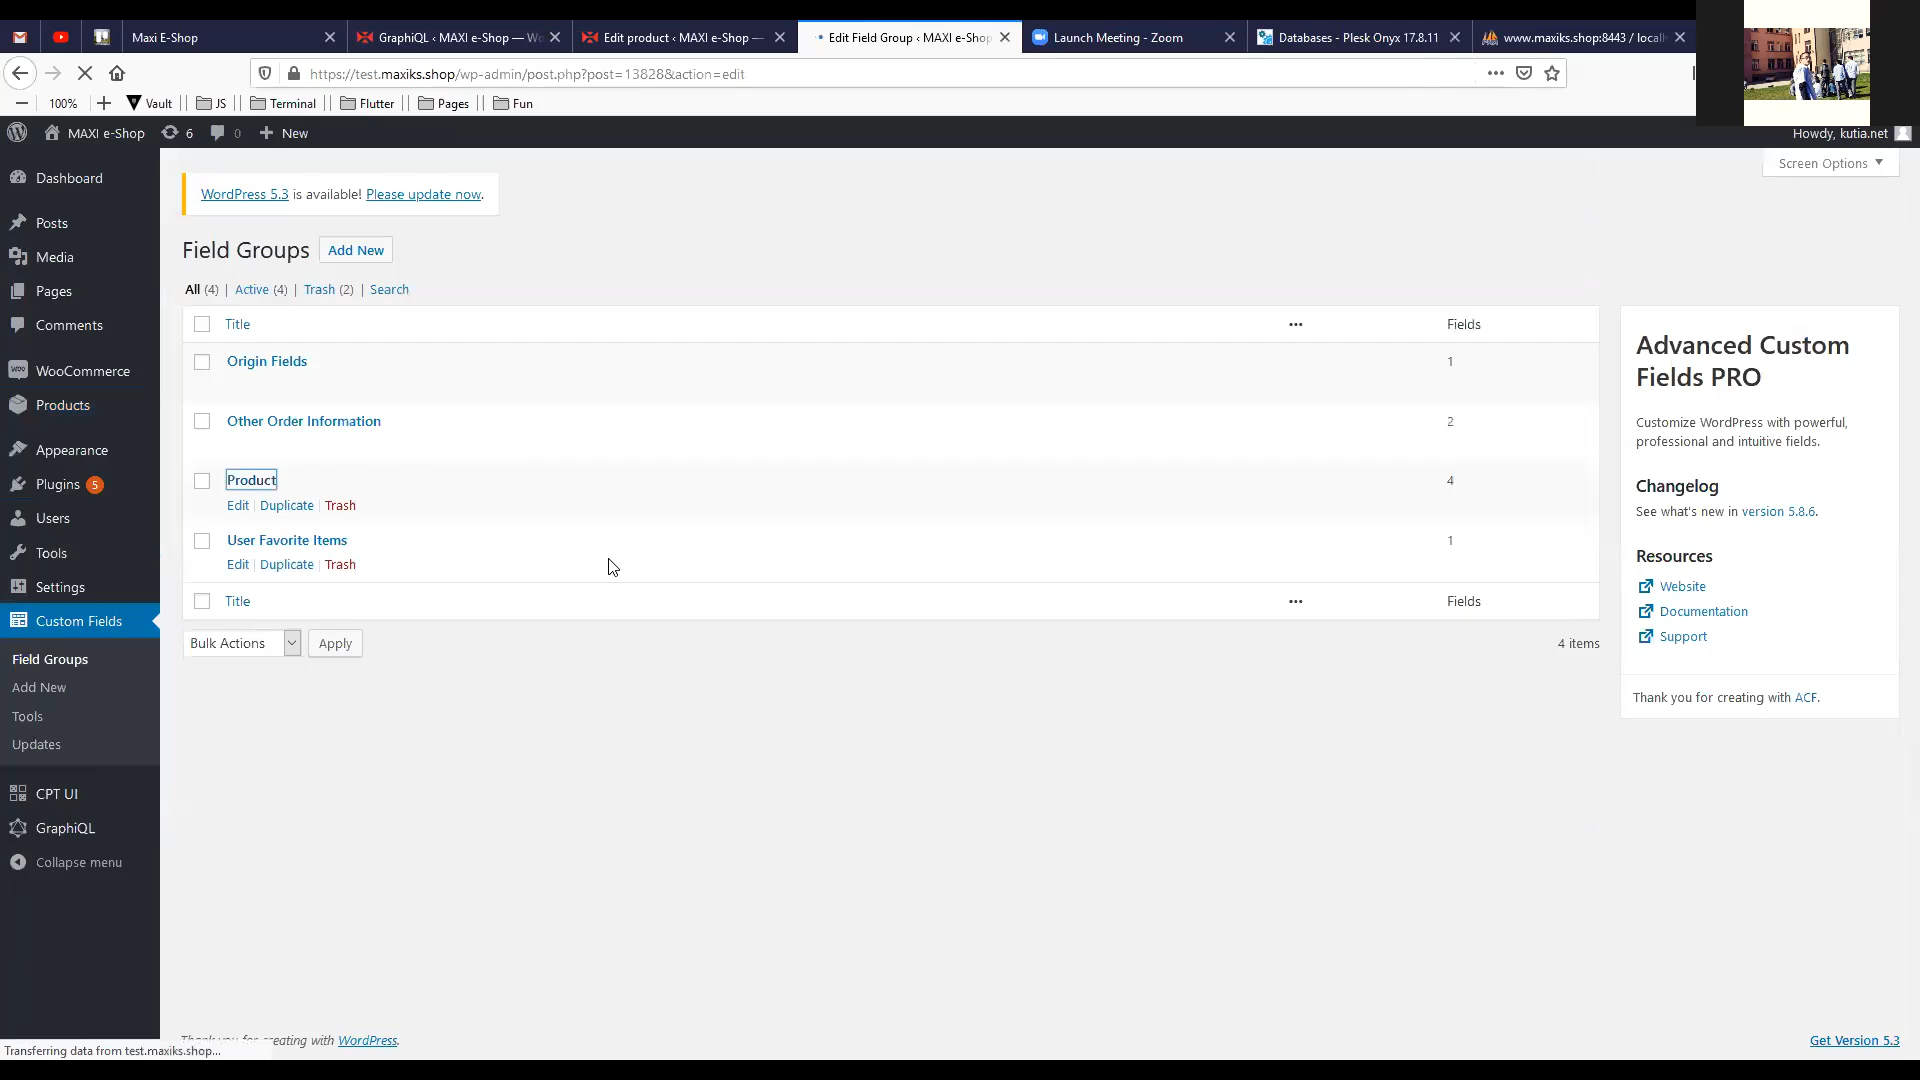 Maxi E-Shop
GraphiQL ‹ MAXI e-Shop — Wo
Edit product ‹ MAXI e-Shop —
Edit Field Group ‹ MAXI e-Shop
Launch Meeting - Zoom
Databases - Plesk Onyx 17.8.11
www.maxiks.shop:8443 / localh
https://test.maxiks.shop/wp-admin/post.php?post=13828&action=edit
100%
Vault
JS
Terminal
Flutter
Pages
Fun
MAXI e-Shop
6
0
New
Howdy, kutia.net
Screen Options
Dashboard
Posts
Media
Pages
Comments
WooCommerce
Products
Appearance
Plugins 5
Users
Tools
Settings
Custom Fields
Field Groups
Add New
Tools
Updates
CPT UI
GraphiQL
Collapse menu
WordPress 5.3 is available! Please update now.
Field Groups
Add New
All (4) | Active (4) | Trash (2) | Search
Title
Fields
Origin Fields
1
Other Order Information
2
Product
4
Edit | Duplicate | Trash
User Favorite Items
1
Edit | Duplicate | Trash
Title
Fields
Bulk Actions
Apply
4 items
Advanced Custom
Fields PRO
Customize WordPress with powerful,
professional and intuitive fields.
Changelog
See what's new in version 5.8.6.
Resources
Website
Documentation
Support
Thank you for creating with ACF.
Thank you for creating with WordPress.
Get Version 5.3
Transferring data from test.maxiks.shop...